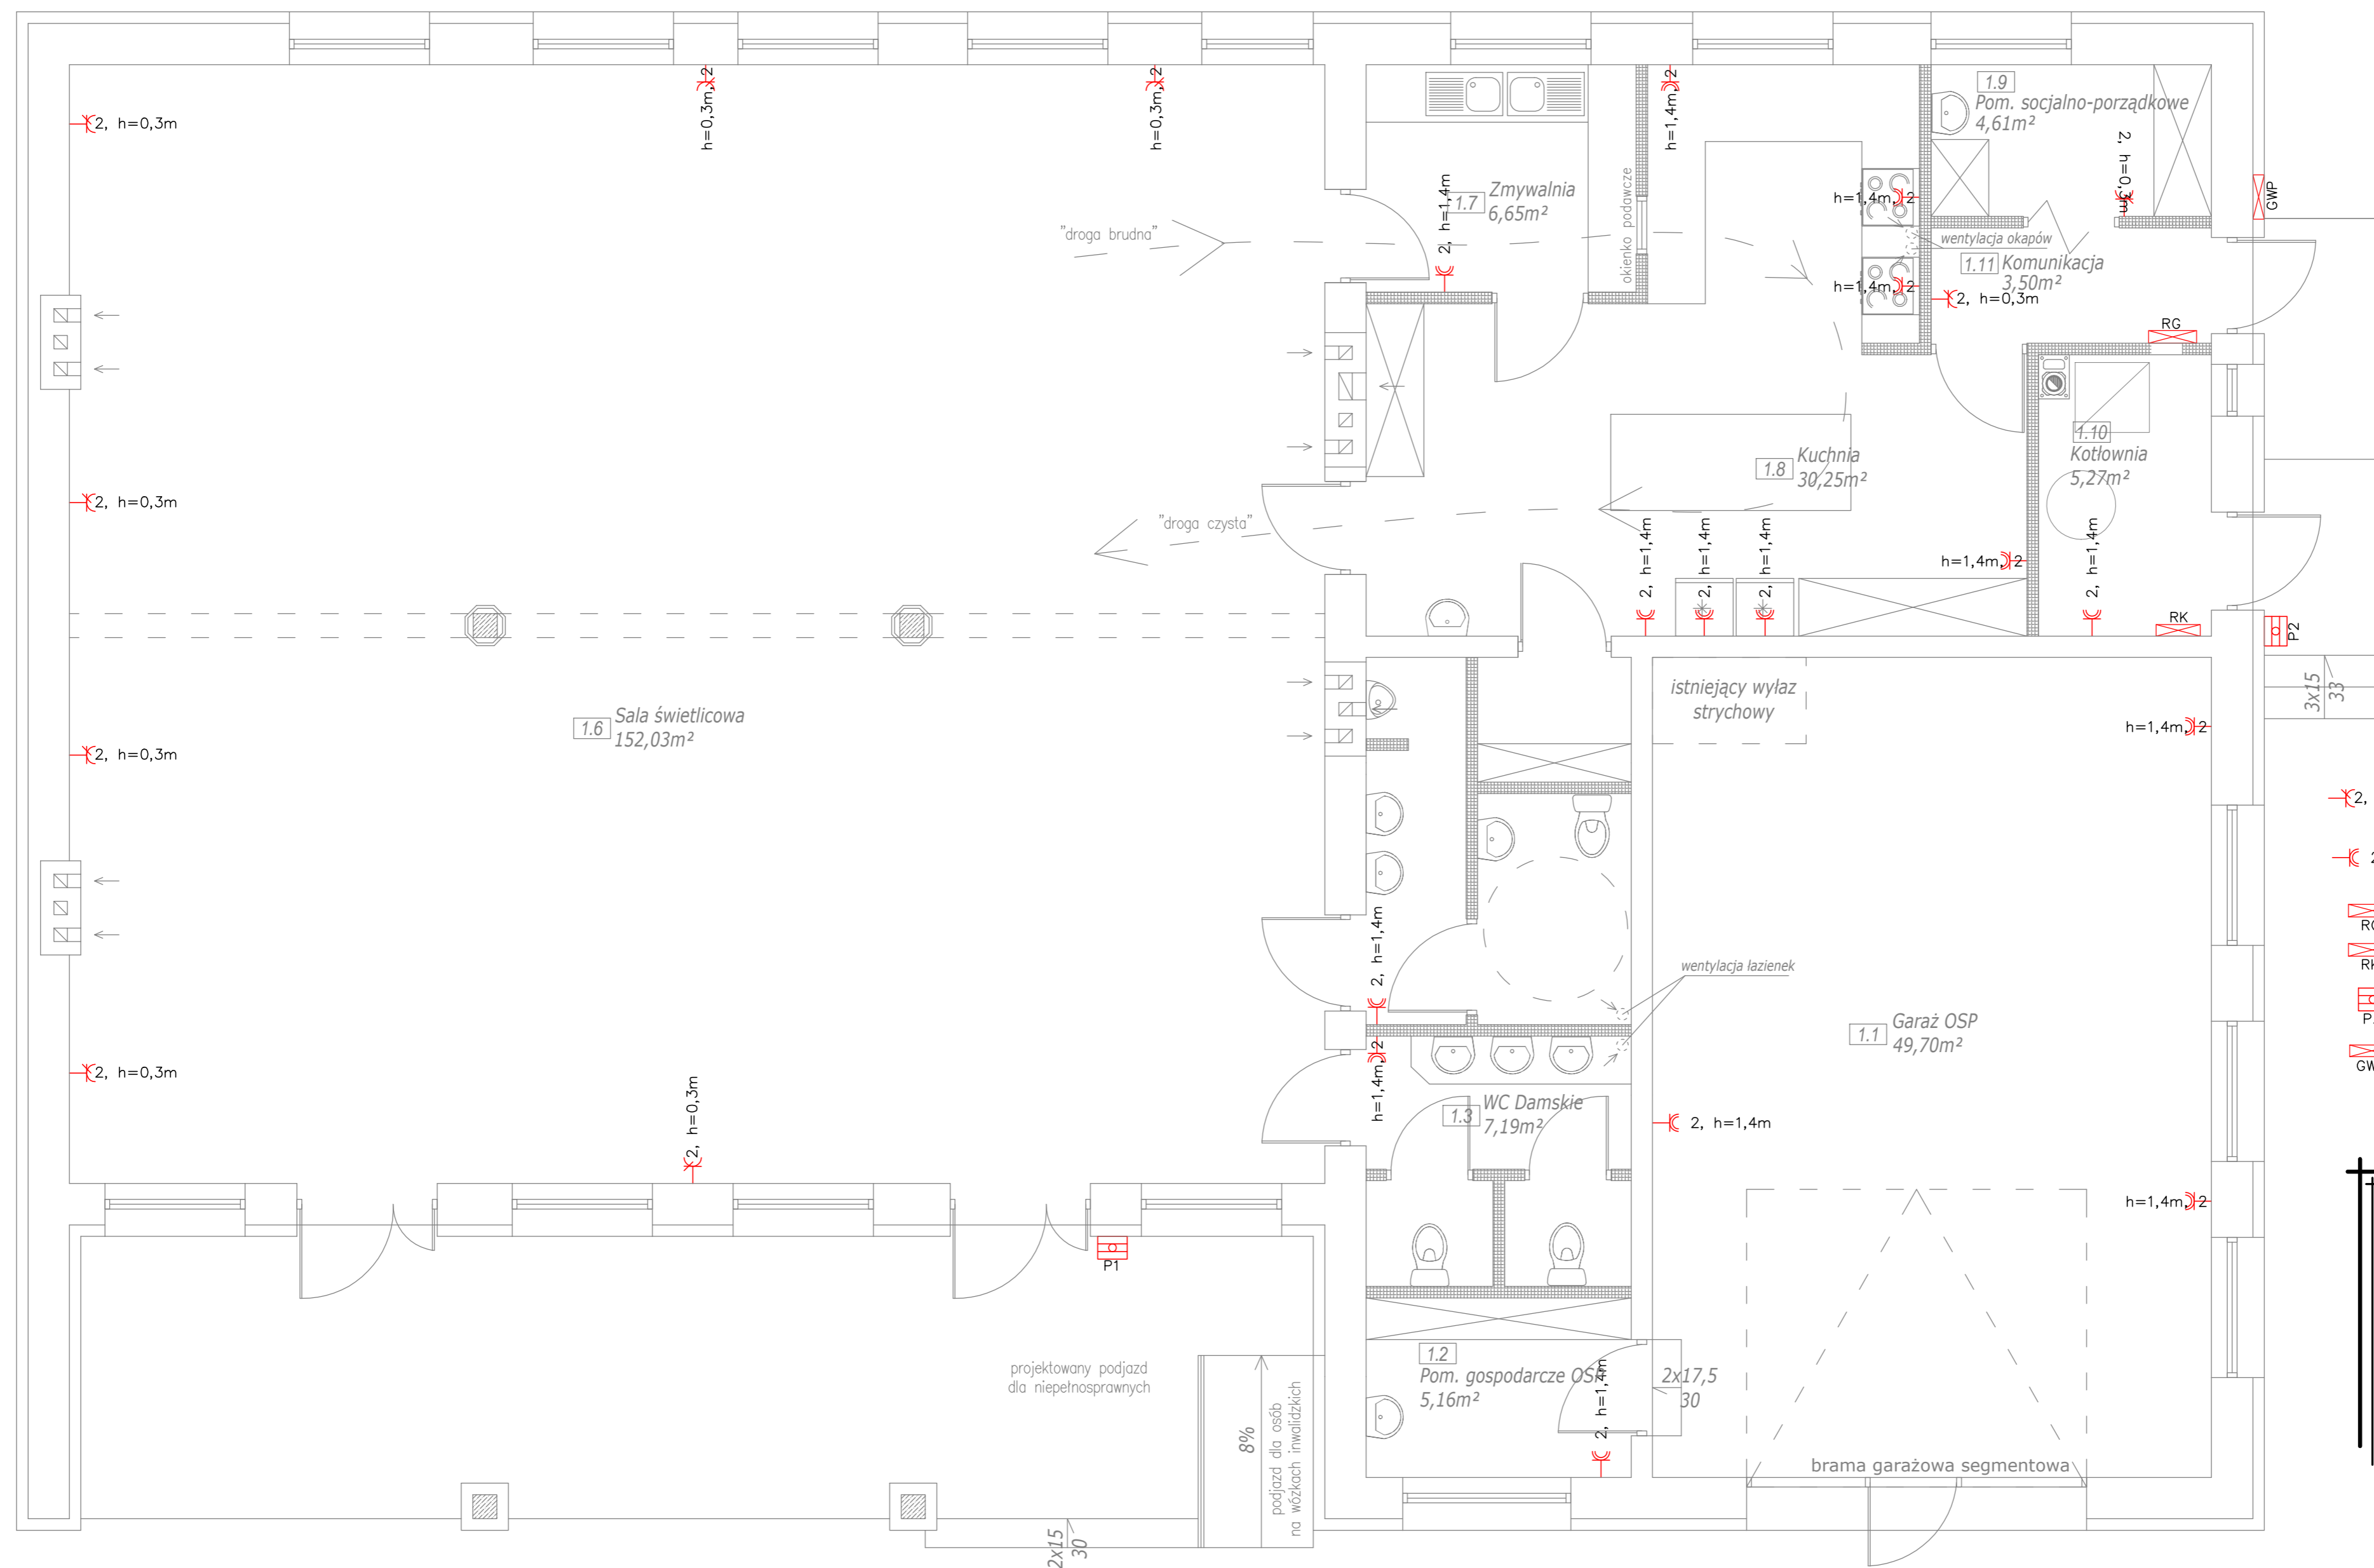 h=0,3m, 2
h=0,3m, 2
h=1,4m, 2
2, h=0,3m
1.9
Pom. socjalno-porządkowe
4,61m²
2, h=0,3m
GWP
"droga brudna"
1.7
Zmywalnia
6,65m²
2, h=1,4m
okienko podawcze
h=1,4m, 2
h=1,4m, 2
wentylacja okapów
1.11
Komunikacja
3,50m²
2, h=0,3m
RG
1.10
Kotłownia
5,27m²
1.8
Kuchnia
30,25m²
2, h=0,3m
"droga czysta"
2, h=1,4m
2, h=1,4m
2, h=1,4m
h=1,4m, 2
2, h=1,4m
RK
P2
3x15
33
istniejący wyłaz
strychowy
1.6
Sala świetlicowa
152,03m²
2, h=0,3m
h=1,4m, 2
2,
2, h=1,4m
wentylacja łazienek
1.1
Garaż OSP
49,70m²
2, h=0,3m
2, h=0,3m
h=1,4m, 2
1.3
WC Damskie
7,19m²
2, h=1,4m
h=1,4m, 2
P1
projektowany podjazd
dla niepełnosprawnych
8%
podjazd dla osób
na wózkach inwalidzkich
1.2
Pom. gospodarcze OSP
5,16m²
2, h=1,4m
2x17,5
30
brama garażowa segmentowa
2x15
30